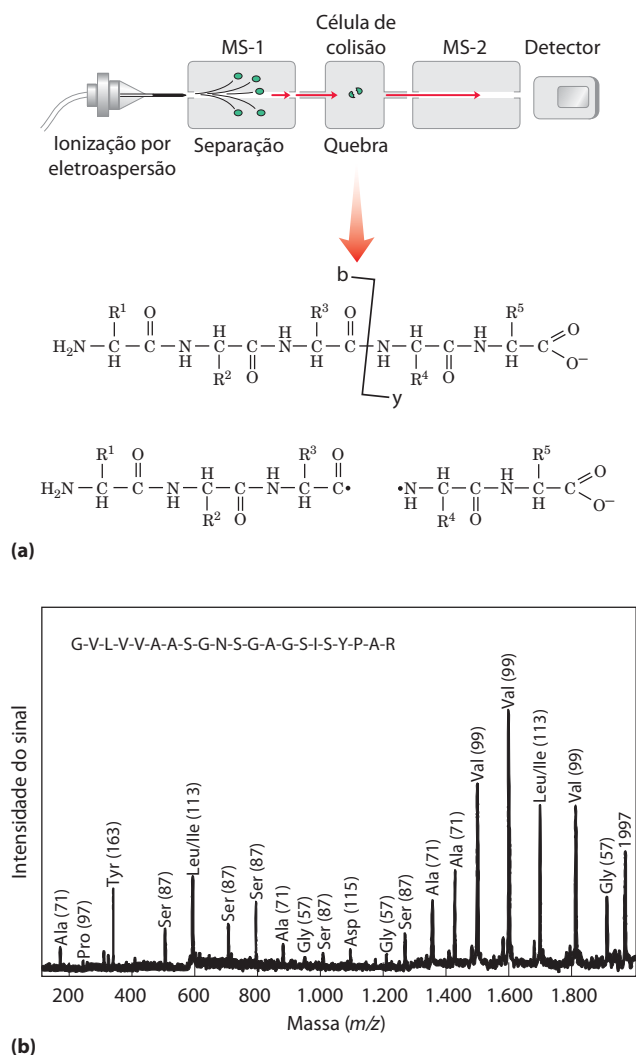 MS-1
Célula de
colisão
MS-2
Detector
Ionização por
eletroaspersão
Separação
Quebra
b
R¹ O R³ O R⁵ O
H₂N—C—C—N—C—C—N—C—C—N—C—C—N—C—C
H H R² O H H H R⁴ O H H O⁻
y
R¹ O H R³ O
H₂N—C—C—N—C—C—N—C—C•
H H R² O H H
H R⁵ O
•N—C—C—N—C—C
H R⁴ O H H O⁻
(a)
G-V-L-V-V-A-A-S-G-N-S-G-A-G-S-I-S-Y-P-A-R
Intensidade do sinal
Ala (71)
Pro (97)
Tyr (163)
Ser (87)
Leu/Ile (113)
Ser (87)
Ser (87)
Ala (71)
Gly (57)
Ser (87)
Asp (115)
Gly (57)
Ser (87)
Ala (71)
Ala (71)
Val (99)
Val (99)
Leu/Ile (113)
Val (99)
Gly (57)
1997
200 400 600 800 1.000 1.200 1.400 1.600 1.800
Massa (m/z)
(b)